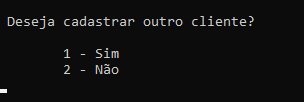 Deseja cadastrar outro cliente?
1 - Sim
2 - Não